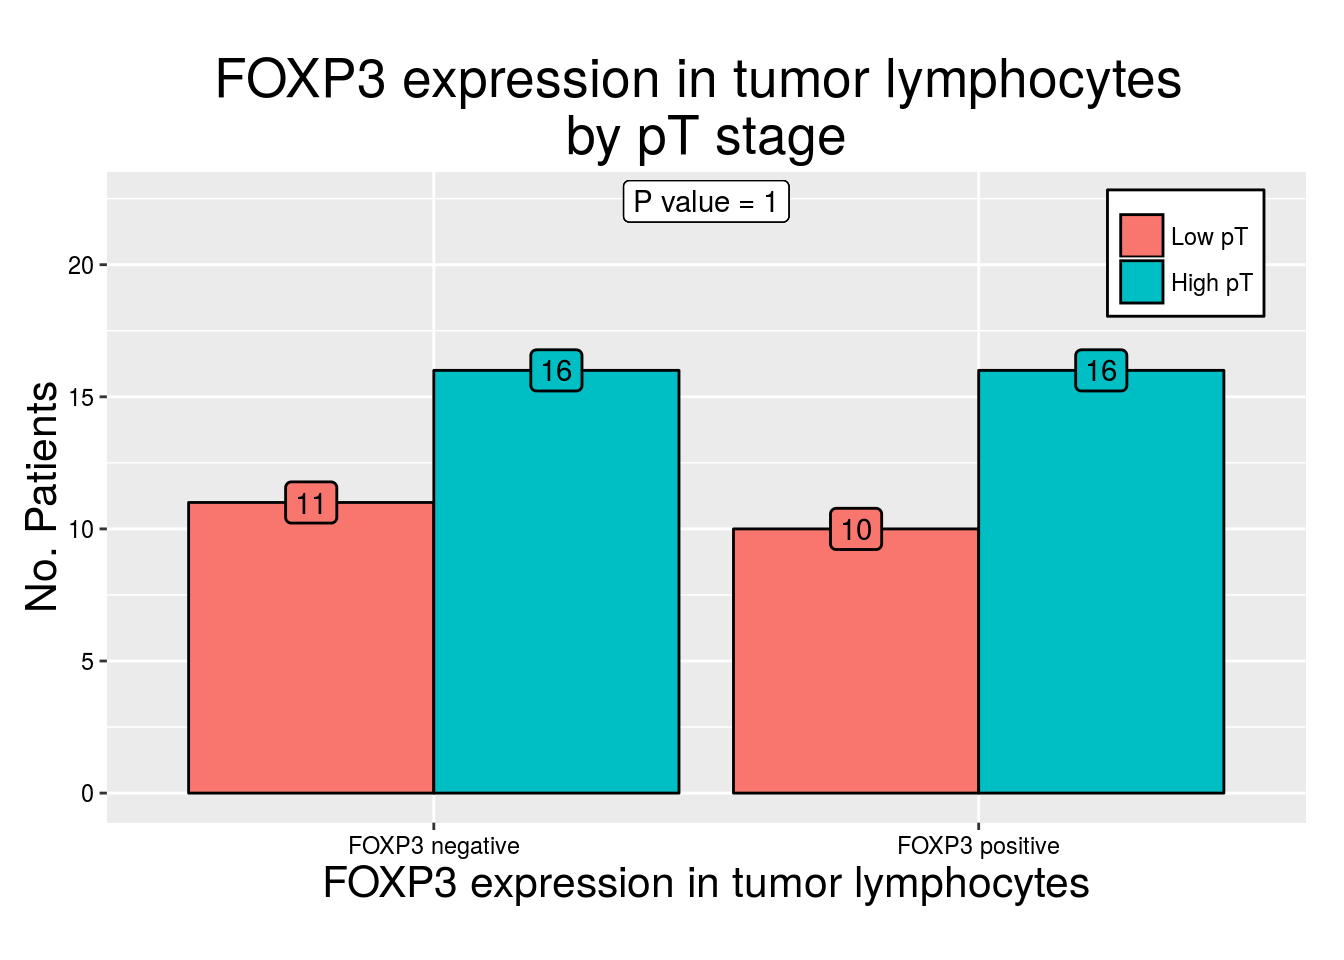 FOXP3 expression in tumor lymphocytes
by pT stage
P value = 1
Low pT
High pT
No. Patients
20
15
10
5
0
11
16
10
16
FOXP3 negative
FOXP3 positive
FOXP3 expression in tumor lymphocytes